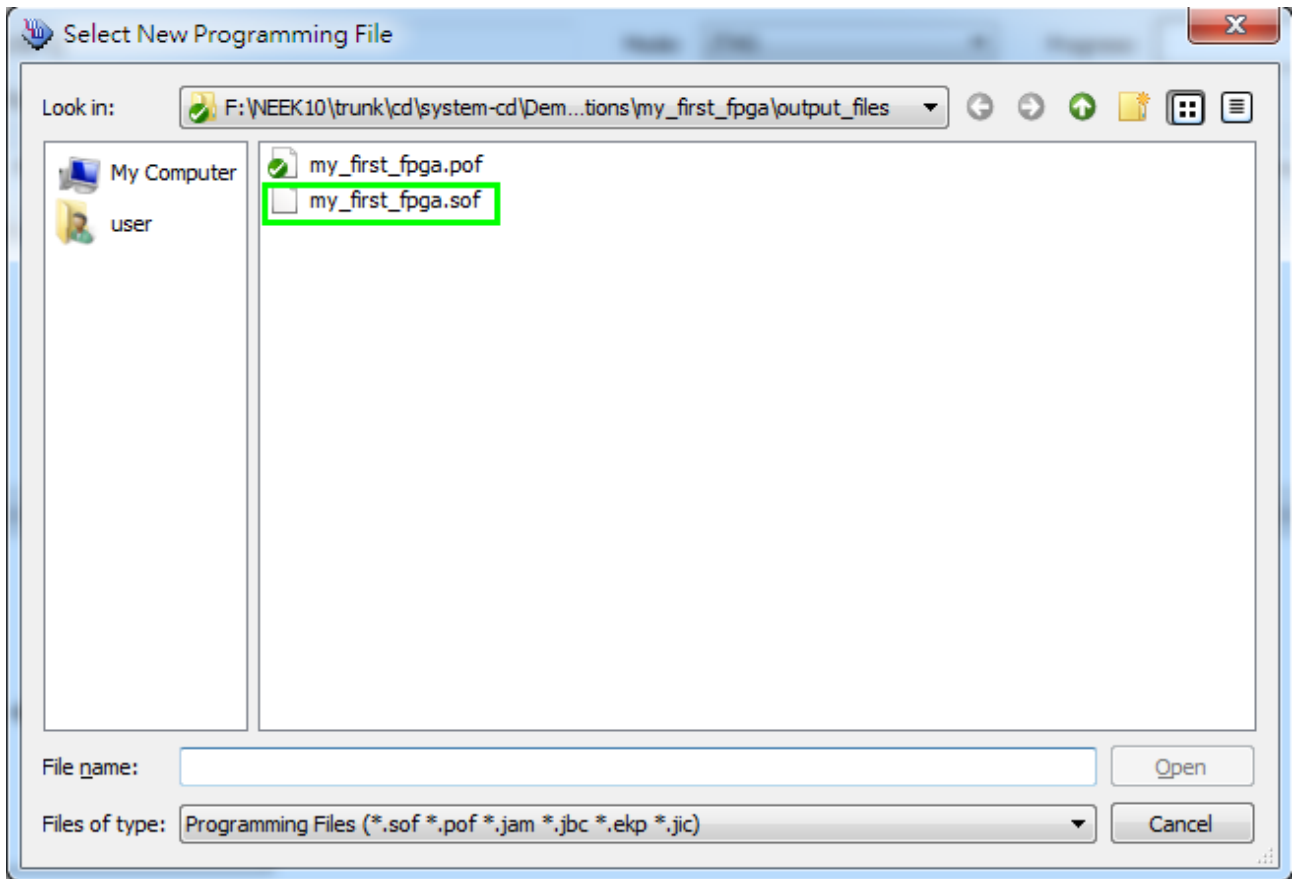 Select New Programming File
Look in:
F:\NEEK10\trunk\cd\system-cd\Dem...tions\my_first_fpga\output_files
My Computer
user
my_first_fpga.pof
my_first_fpga.sof
File name:
Open
Files of type:
Programming Files (*.sof *.pof *.jam *.jbc *.ekp *.jic)
Cancel